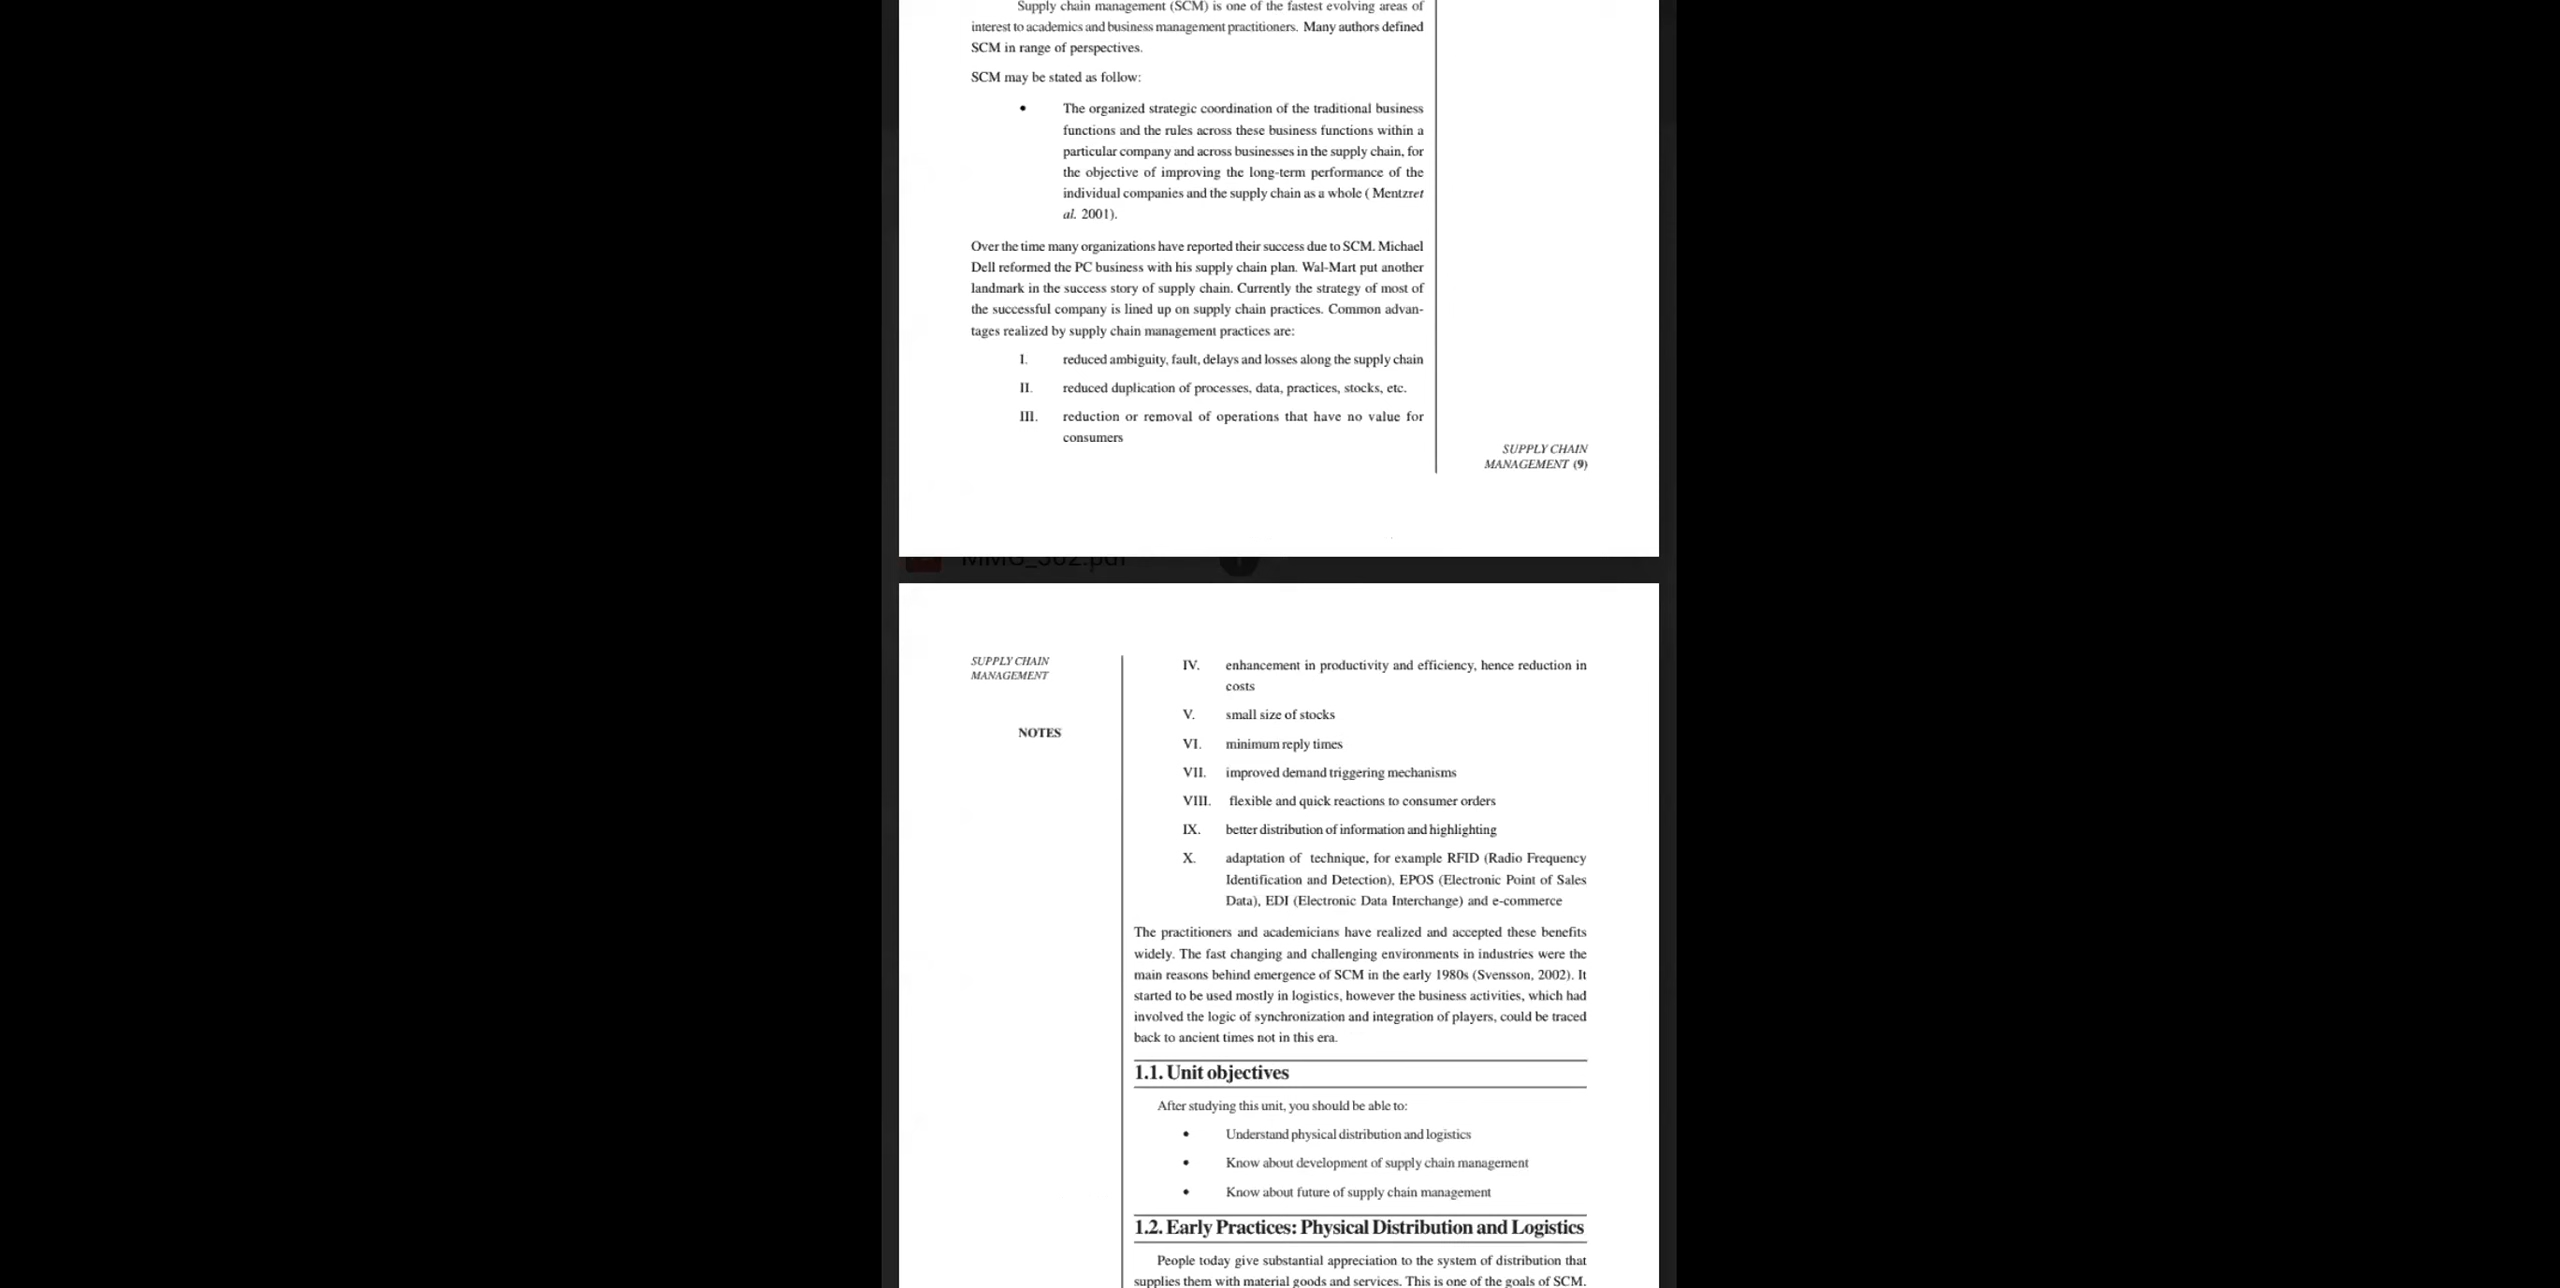 Supply chain management (SCM) is one of the fastest evolving areas of
interest to academics and business management practitioners. Many authors defined
SCM in range of perspectives.
SCM may be stated as follow:
• The organized strategic coordination of the traditional business
functions and the rules across these business functions within a
particular company and across businesses in the supply chain, for
the objective of improving the long-term performance of the
individual companies and the supply chain as a whole ( Mentzret
al. 2001).
Over the time many organizations have reported their success due to SCM. Michael
Dell reformed the PC business with his supply chain plan. Wal-Mart put another
landmark in the success story of supply chain. Currently the strategy of most of
the successful company is lined up on supply chain practices. Common advan-
tages realized by supply chain management practices are:
I. reduced ambiguity, fault, delays and losses along the supply chain
II. reduced duplication of processes, data, practices, stocks, etc.
III. reduction or removal of operations that have no value for
consumers
SUPPLY CHAIN
MANAGEMENT (9)
MMG_302.pdf
SUPPLY CHAIN
MANAGEMENT
NOTES
IV. enhancement in productivity and efficiency, hence reduction in
costs
V. small size of stocks
VI. minimum reply times
VII. improved demand triggering mechanisms
VIII. flexible and quick reactions to consumer orders
IX. better distribution of information and highlighting
X. adaptation of technique, for example RFID (Radio Frequency
Identification and Detection), EPOS (Electronic Point of Sales
Data), EDI (Electronic Data Interchange) and e-commerce
The practitioners and academicians have realized and accepted these benefits
widely. The fast changing and challenging environments in industries were the
main reasons behind emergence of SCM in the early 1980s (Svensson, 2002). It
started to be used mostly in logistics, however the business activities, which had
involved the logic of synchronization and integration of players, could be traced
back to ancient times not in this era.
1.1. Unit objectives
After studying this unit, you should be able to:
• Understand physical distribution and logistics
• Know about development of supply chain management
• Know about future of supply chain management
1.2. Early Practices: Physical Distribution and Logistics
People today give substantial appreciation to the system of distribution that
supplies them with material goods and services. This is one of the goals of SCM.